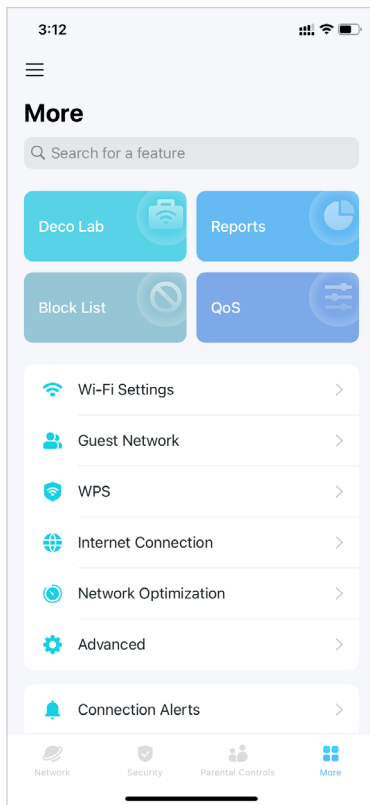 3:12
More
Search for a feature
Deco Lab
Reports
Block List
QoS
Wi-Fi Settings
Guest Network
WPS
Internet Connection
Network Optimization
Advanced
Connection Alerts
Network
Security
Parental Controls
More